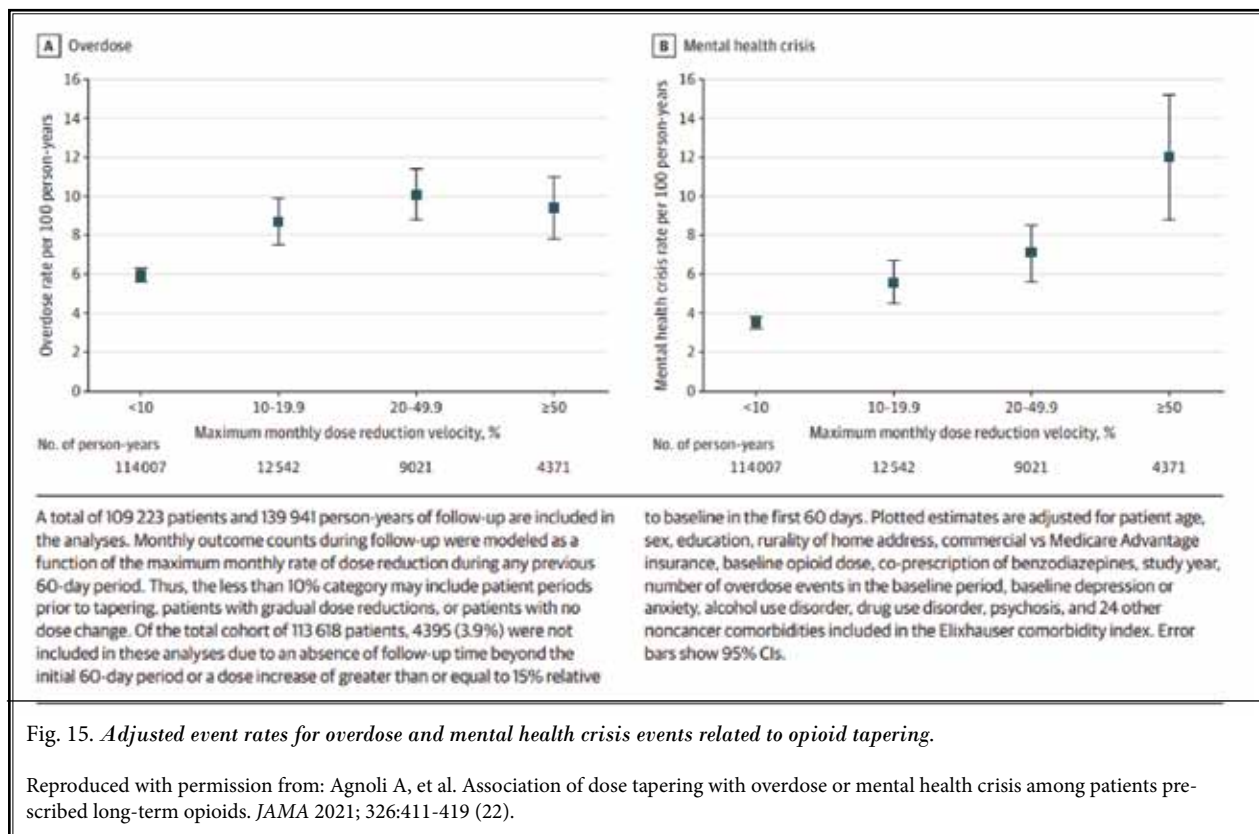 A Overdose
16
14
12
10
8
6
4
2
0
Overdose rate per 100 person-years
<10 10-19.9 20-49.9 ≥50
Maximum monthly dose reduction velocity, %
No. of person-years
114007 12542 9021 4371
B Mental health crisis
16
14
12
10
8
6
4
2
0
Mental health crisis rate per 100 person-years
<10 10-19.9 20-49.9 ≥50
Maximum monthly dose reduction velocity, %
No. of person-years
114007 12542 9021 4371
A total of 109 223 patients and 139 941 person-years of follow-up are included in
the analyses. Monthly outcome counts during follow-up were modeled as a
function of the maximum monthly rate of dose reduction during any previous
60-day period. Thus, the less than 10% category may include patient periods
prior to tapering, patients with gradual dose reductions, or patients with no
dose change. Of the total cohort of 113 618 patients, 4395 (3.9%) were not
included in these analyses due to an absence of follow-up time beyond the
initial 60-day period or a dose increase of greater than or equal to 15% relative
to baseline in the first 60 days. Plotted estimates are adjusted for patient age,
sex, education, rurality of home address, commercial vs Medicare Advantage
insurance, baseline opioid dose, co-prescription of benzodiazepines, study year,
number of overdose events in the baseline period, baseline depression or
anxiety, alcohol use disorder, drug use disorder, psychosis, and 24 other
noncancer comorbidities included in the Elixhauser comorbidity index. Error
bars show 95% CIs.
Fig. 15. Adjusted event rates for overdose and mental health crisis events related to opioid tapering.
Reproduced with permission from: Agnoli A, et al. Association of dose tapering with overdose or mental health crisis among patients pre-
scribed long-term opioids. JAMA 2021; 326:411-419 (22).